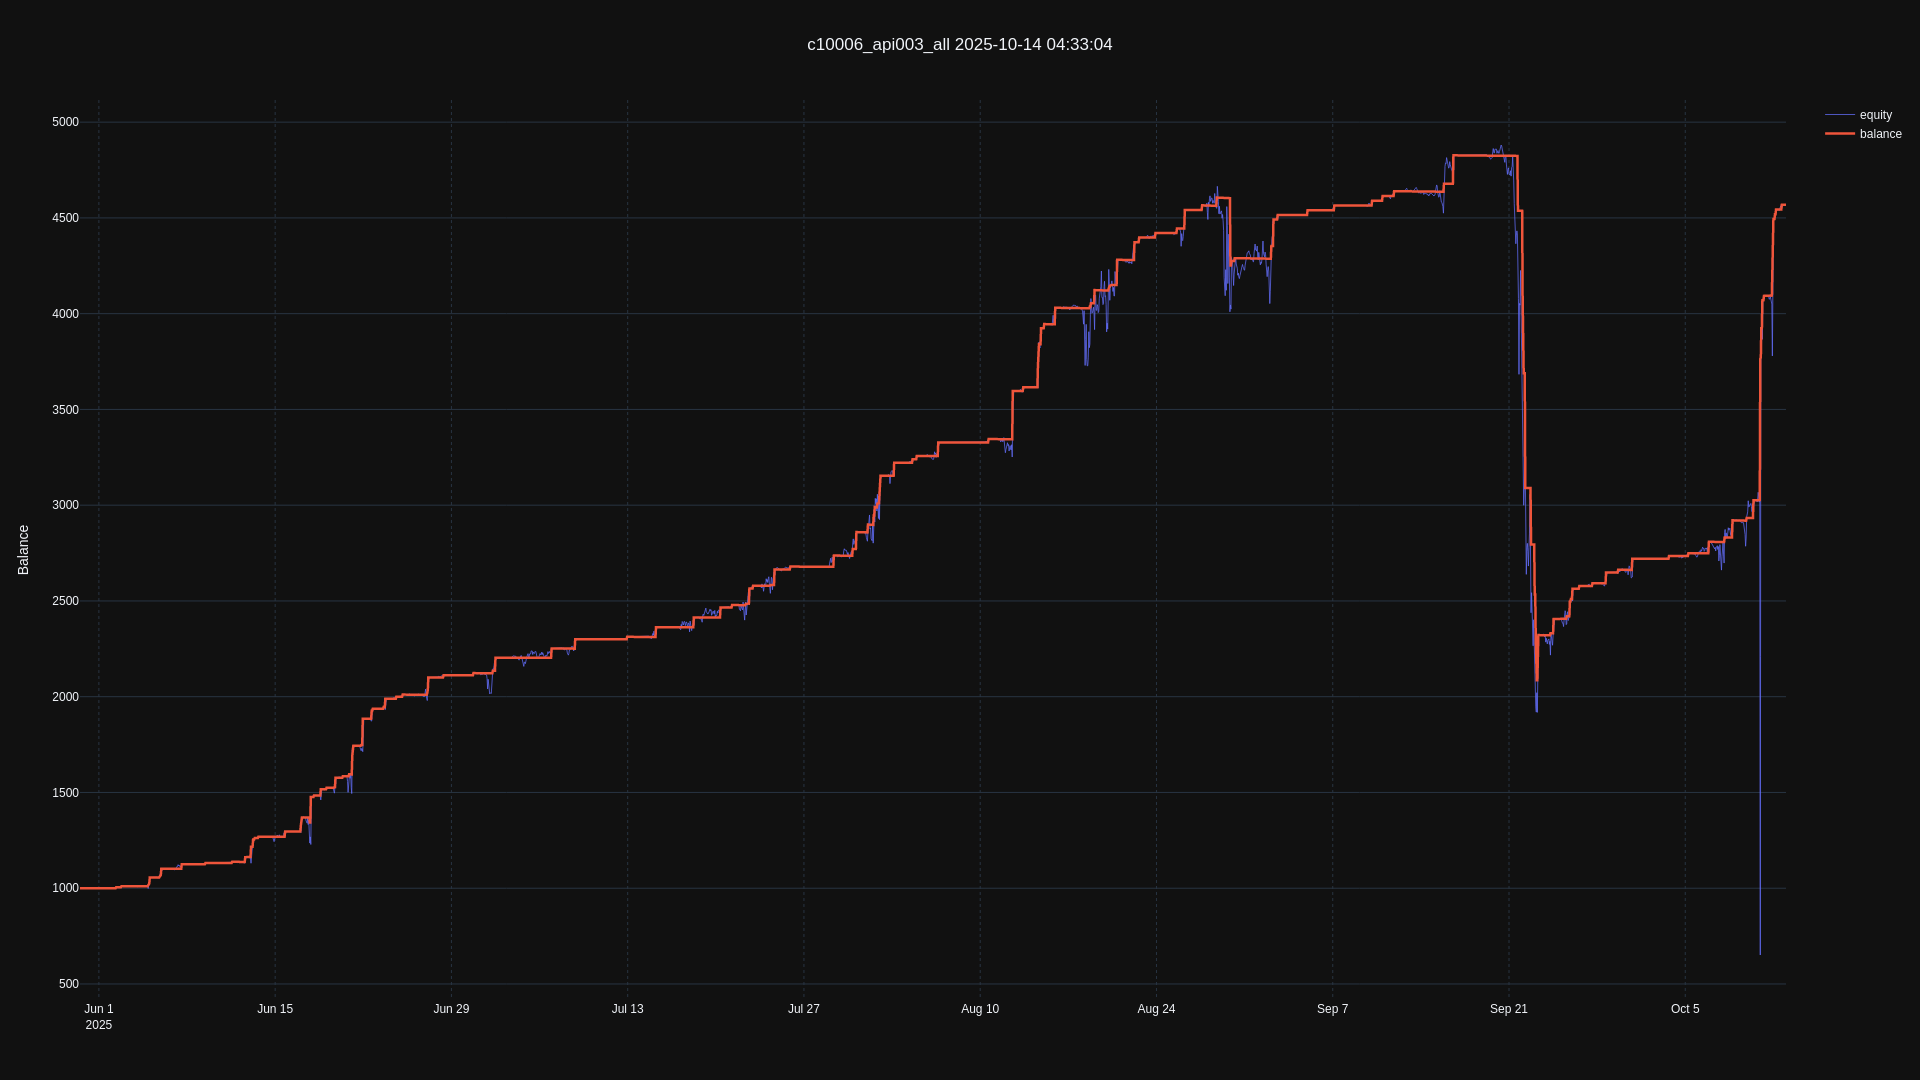 c10006_api003_all 2025-10-14 04:33:04
equity
balance
5000
4500
4000
3500
3000
2500
2000
1500
1000
500
Balance
Jun 1
2025
Jun 15
Jun 29
Jul 13
Jul 27
Aug 10
Aug 24
Sep 7
Sep 21
Oct 5